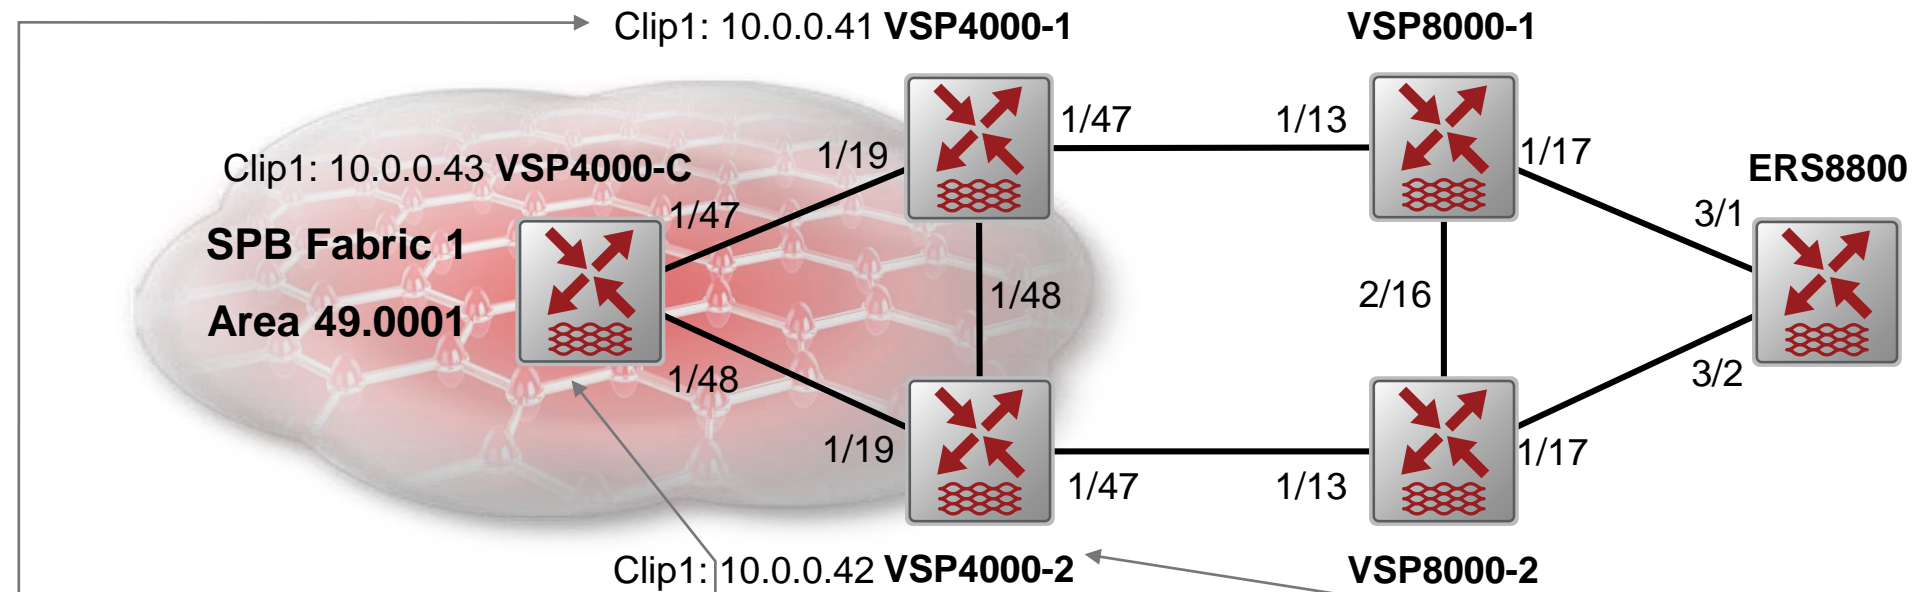 Clip1: 10.0.0.41 VSP4000-1
VSP8000-1
1/47
1/13
1/19
1/17
Clip1: 10.0.0.43 VSP4000-C
ERS8800
1/47
3/1
SPB Fabric 1
1/48
2/16
Area 49.0001
1/48
3/2
1/19
1/17
1/47
1/13
Clip1: 10.0.0.42 VSP4000-2
VSP8000-2